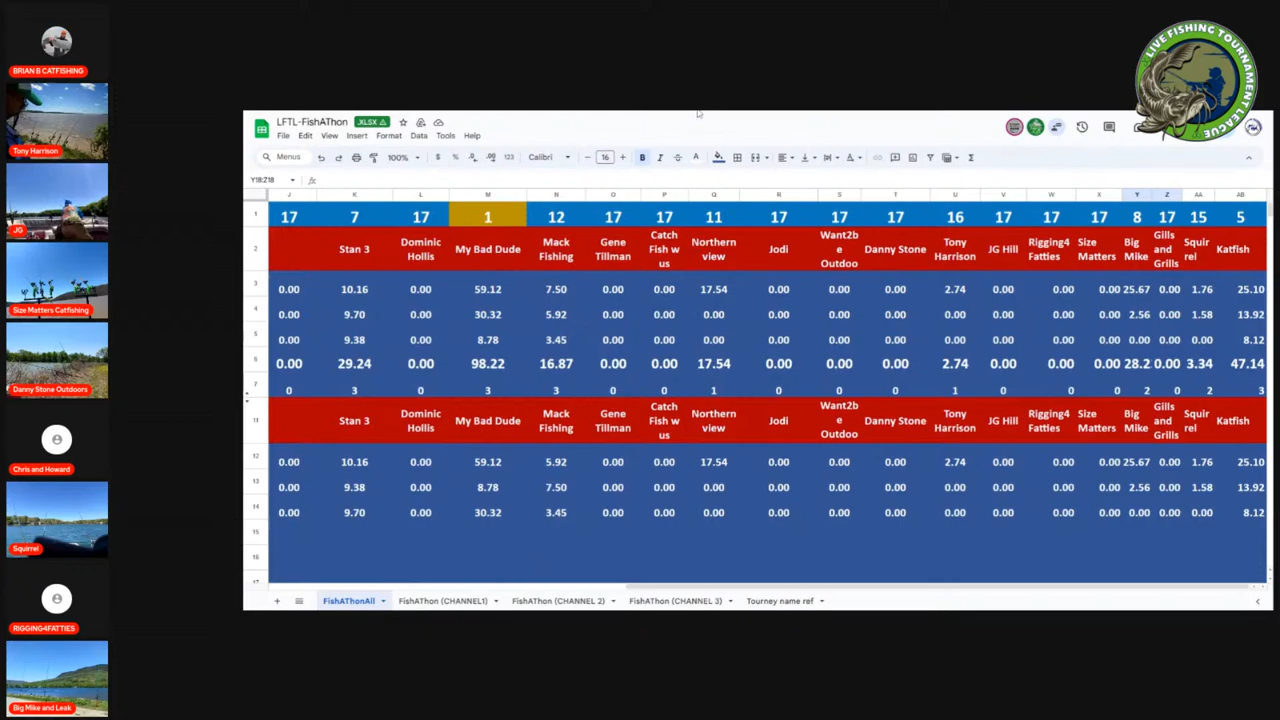 BRIAN B CATFISHING
Tony Harrison
JG
Size Matters Catfishing
Danny Stone Outdoors
Chris and Howard
Squirrel
RIGGING4FATTIES
Big Mike and Leak
LIVE FISHING TOURNAMENT LEAGUE
LFTL-FishAThon .XLSX
File Edit View Insert Format Data Tools Help
Menus 100% $ % .0 .00 123 Calibri 16 B I A
Y18:Z18 fx
J K L M N O P Q R S T U V W X Y Z AA AB
1 17 7 17 1 12 17 17 11 17 17 17 16 17 17 17 8 17 15 5
2 Stan 3 Dominic Hollis My Bad Dude Mack Fishing Gene Tillman Catch Fish w us Northern view Jodi Want2b e Outdoo Danny Stone Tony Harrison JG Hill Rigging4 Fatties Size Matters Big Mike Gills and Grills Squir rel Katfish
3 0.00 10.16 0.00 59.12 7.50 0.00 0.00 17.54 0.00 0.00 0.00 2.74 0.00 0.00 0.00 25.67 0.00 1.76 25.10
4 0.00 9.70 0.00 30.32 5.92 0.00 0.00 0.00 0.00 0.00 0.00 0.00 0.00 0.00 0.00 2.56 0.00 1.58 13.92
5 0.00 9.38 0.00 8.78 3.45 0.00 0.00 0.00 0.00 0.00 0.00 0.00 0.00 0.00 0.00 0.00 0.00 0.00 8.12
6 0.00 29.24 0.00 98.22 16.87 0.00 0.00 17.54 0.00 0.00 0.00 2.74 0.00 0.00 0.00 28.2 0.00 3.34 47.14
7 0 3 0 3 3 0 0 1 0 0 0 1 0 0 0 2 0 2 3
11 Stan 3 Dominic Hollis My Bad Dude Mack Fishing Gene Tillman Catch Fish w us Northern view Jodi Want2b e Outdoo Danny Stone Tony Harrison JG Hill Rigging4 Fatties Size Matters Big Mike Gills and Grills Squir rel Katfish
12 0.00 10.16 0.00 59.12 5.92 0.00 0.00 17.54 0.00 0.00 0.00 2.74 0.00 0.00 0.00 25.67 0.00 1.76 25.10
13 0.00 9.38 0.00 8.78 7.50 0.00 0.00 0.00 0.00 0.00 0.00 0.00 0.00 0.00 0.00 2.56 0.00 1.58 13.92
14 0.00 9.70 0.00 30.32 3.45 0.00 0.00 0.00 0.00 0.00 0.00 0.00 0.00 0.00 0.00 0.00 0.00 0.00 8.12
15
16
17
FishAThonAll FishAThon (CHANNEL1) FishAThon (CHANNEL 2) FishAThon (CHANNEL 3) Tourney name ref